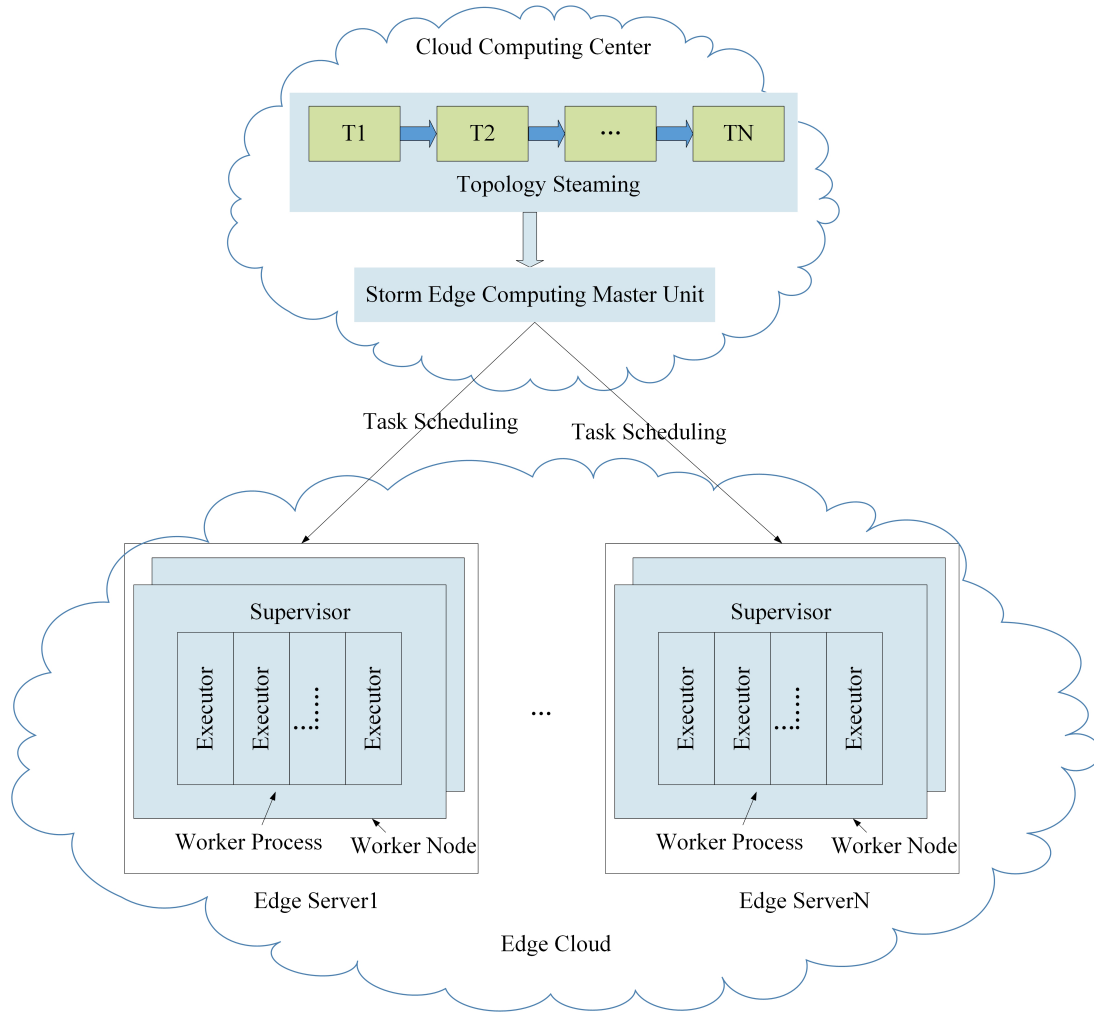 Cloud Computing Center
T1
T2
...
TN
Topology Steaming
Storm Edge Computing Master Unit
Task Scheduling
Task Scheduling
Supervisor
Executor
Executor
.......
Executor
Worker Process
Worker Node
Edge Server1
...
Supervisor
Executor
Executor
.......
Executor
Worker Process
Worker Node
Edge ServerN
Edge Cloud